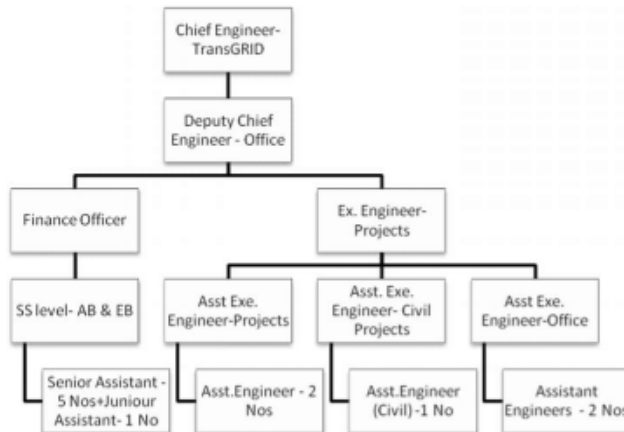 Chief Engineer-
TransGRID
Deputy Chief
Engineer - Office
Finance Officer
Ex. Engineer-
Projects
SS level- AB & EB
Asst Exe.
Engineer-Projects
Asst. Exe.
Engineer- Civil
Projects
Asst Exe.
Engineer-Office
Senior Assistant -
5 Nos+Juniour
Assistant- 1 No
Asst.Engineer - 2
Nos
Asst.Engineer
(Civil) -1 No
Assistant
Engineers - 2 Nos